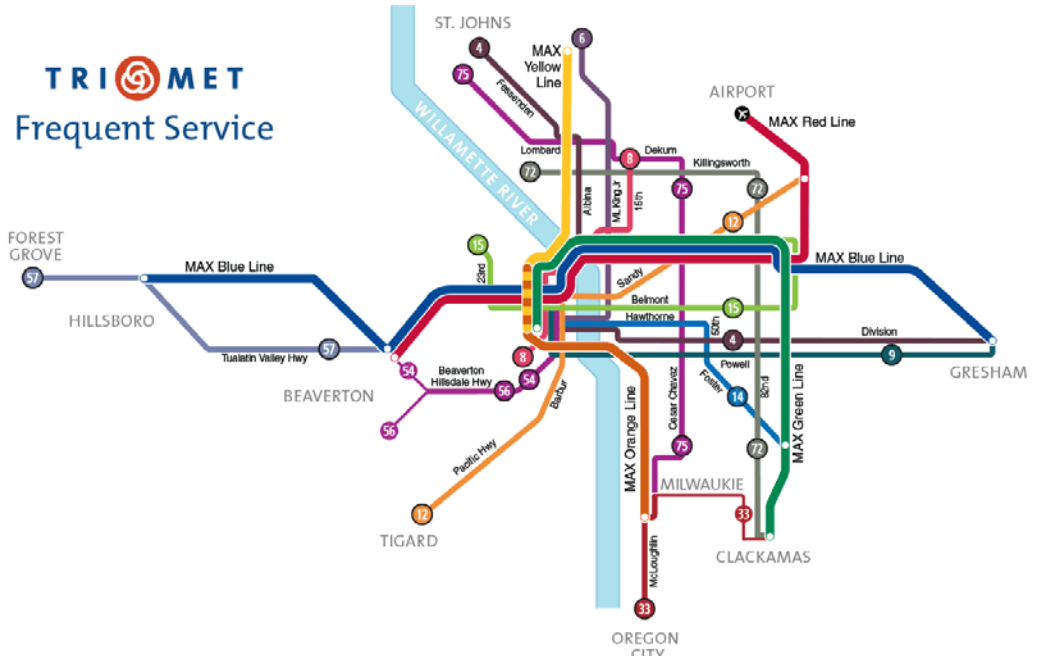 TRI MET
Frequent Service
ST. JOHNS
4
75
Fessenden
MAX
Yellow
Line
6
WILLAMETTE RIVER
AIRPORT
MAX Red Line
Lombard
8
Dekum
Killingsworth
72
75
72
Albina
ML King Jr
15th
12
15
23rd
Sandy
FOREST
GROVE
57
MAX Blue Line
HILLSBORO
MAX Blue Line
Belmont
15
Hawthorne
50th
4
Division
57
Tualatin Valley Hwy
8
Powell
9
GRESHAM
BEAVERTON
54
Beaverton
Hillsdale Hwy
56
54
56
Barbur
Foster
14
82nd
MAX Green Line
Cesar Chavez
MAX Orange Line
Pacific Hwy
75
72
12
TIGARD
MILWAUKIE
33
CLACKAMAS
McLoughlin
33
OREGON
CITY